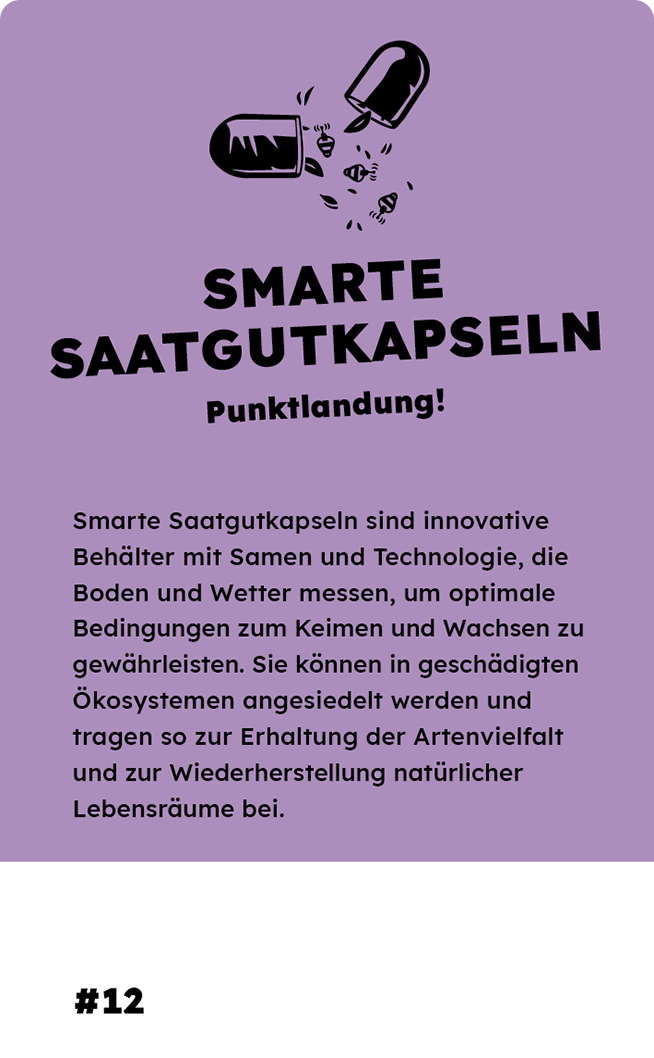 SMARTE
SAATGUTKAPSELN
Punktlandung!
Smarte Saatgutkapseln sind innovative
Behälter mit Samen und Technologie, die
Boden und Wetter messen, um optimale
Bedingungen zum Keimen und Wachsen zu
gewährleisten. Sie können in geschädigten
Ökosystemen angesiedelt werden und
tragen so zur Erhaltung der Artenvielfalt
und zur Wiederherstellung natürlicher
Lebensräume bei.
#12